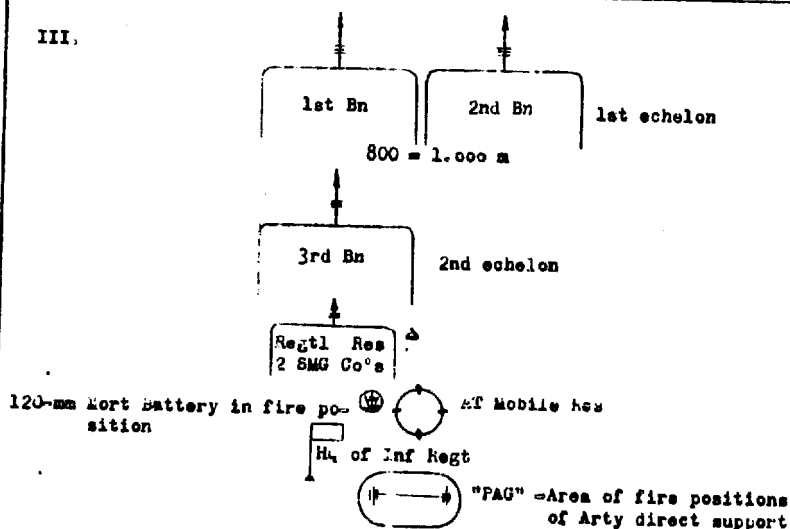 III.
1st Bn
2nd Bn
1st echelon
800 = 1.000 m
3rd Bn
2nd echelon
Regtl Res
2 SMG Co's
120-mm Mort Battery in fire po-
sition
AT Mobile Res
Hq of Inf Regt
"PAG" =Area of fire positions
of Arty direct support